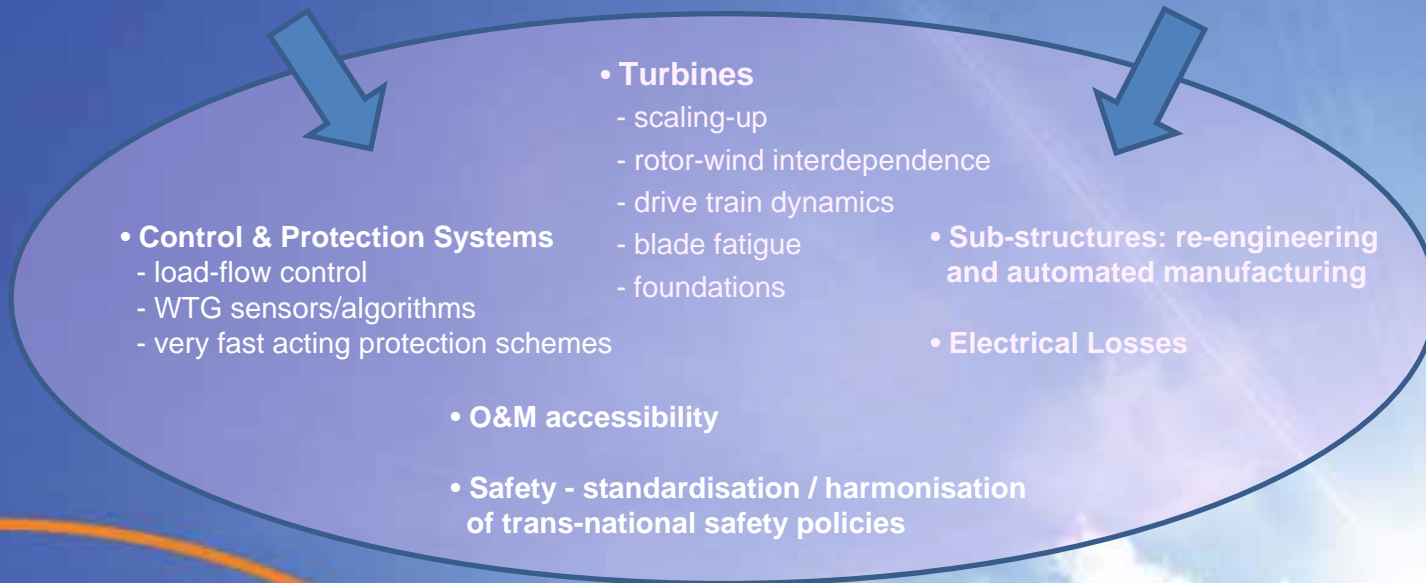 • Turbines
- scaling-up
- rotor-wind interdependence
- drive train dynamics
- blade fatigue
- foundations
• Control & Protection Systems
- load-flow control
- WTG sensors/algorithms
- very fast acting protection schemes
• Sub-structures: re-engineering
and automated manufacturing
• Electrical Losses
• O&M accessibility
• Safety - standardisation / harmonisation
of trans-national safety policies